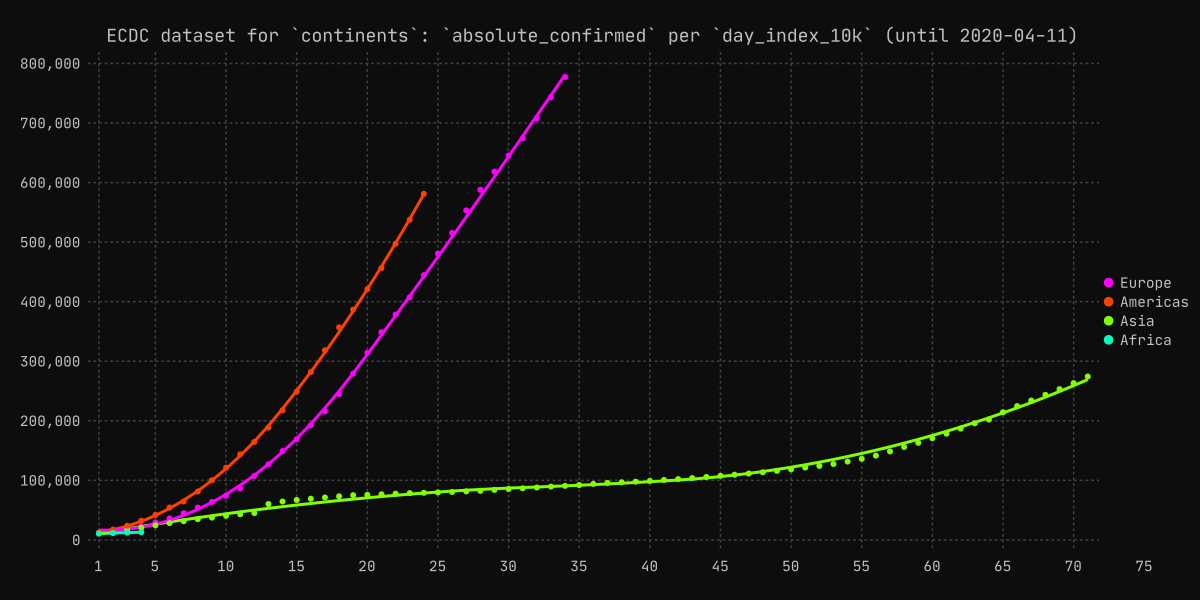 ECDC dataset for `continents`: `absolute_confirmed` per `day_index_10k` (until 2020-04-11)
800,000
700,000
600,000
500,000
400,000
300,000
200,000
100,000
0
Europe
Americas
Asia
Africa
1 5 10 15 20 25 30 35 40 45 50 55 60 65 70 75